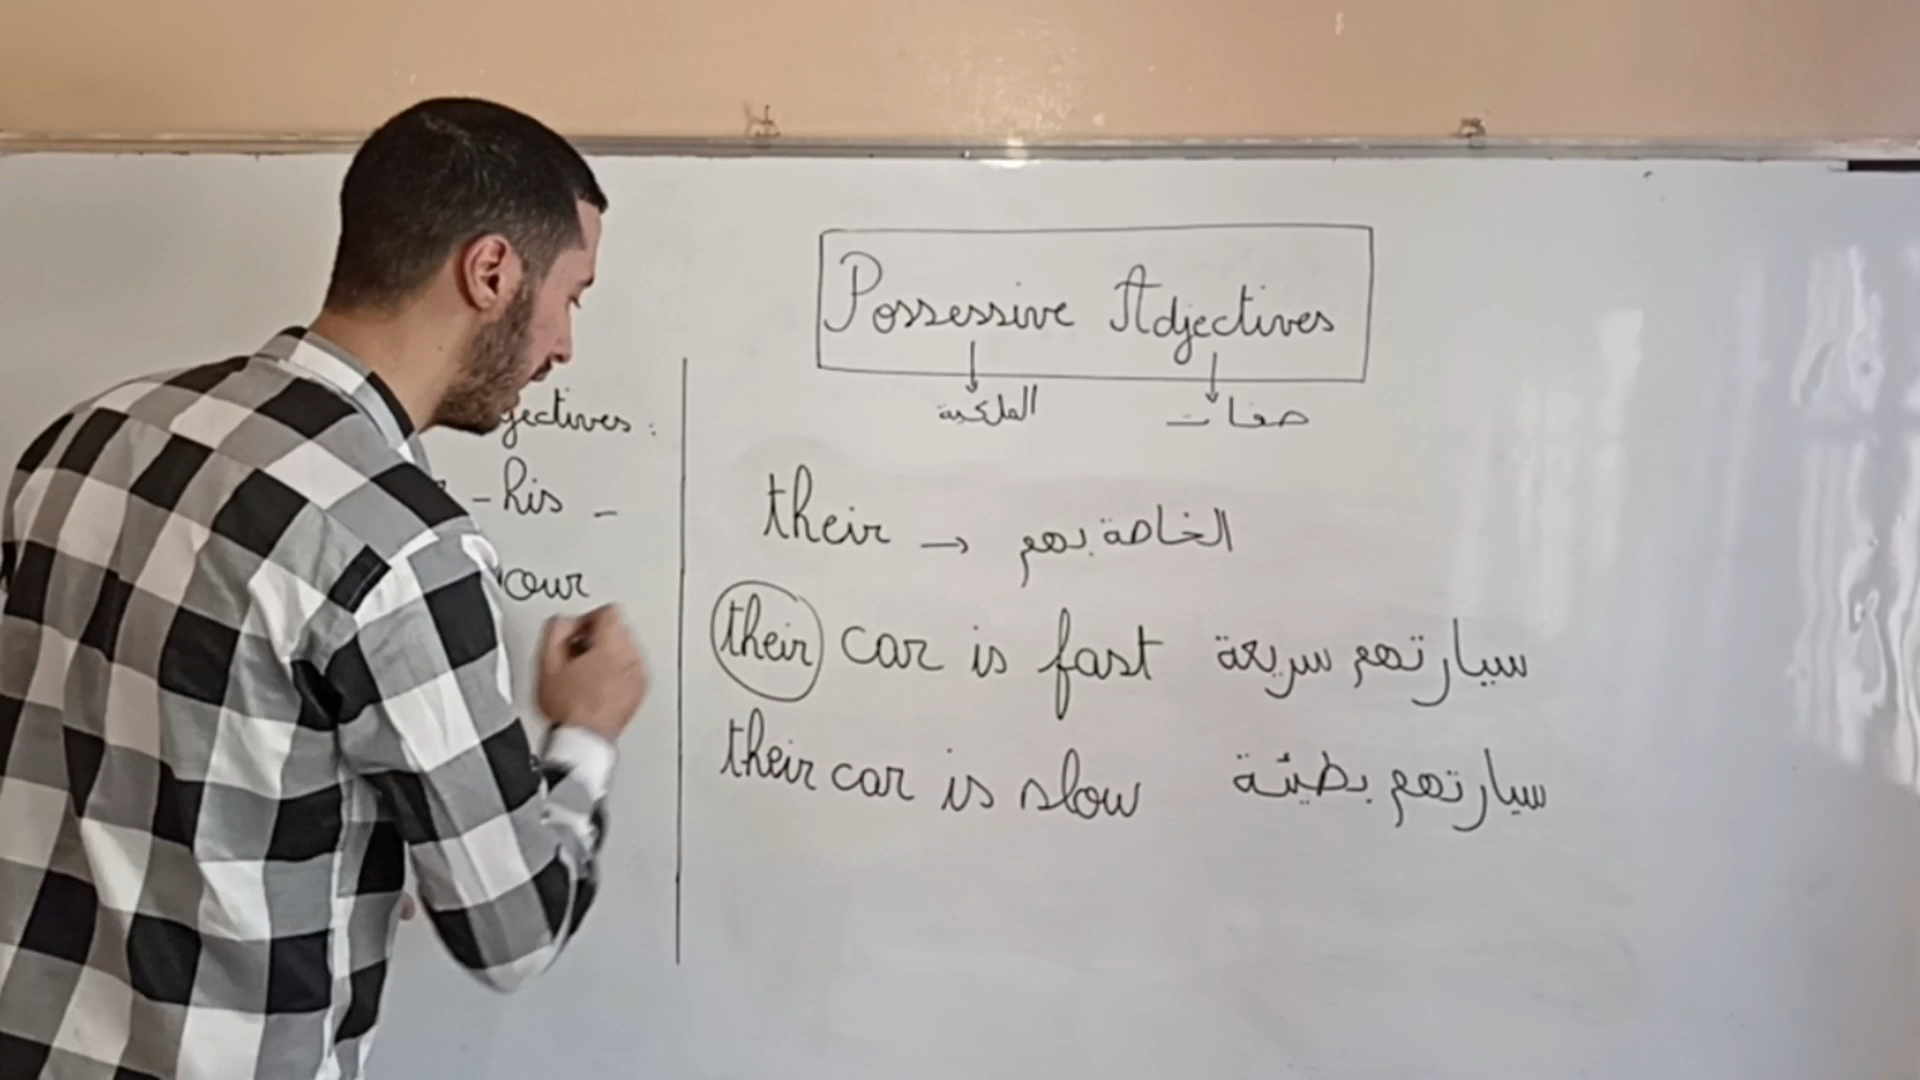 Possessive Adjectives
الملكية صفات
jectives:
- his -
our
their → الخاصة بهم
their car is fast سيارتهم سريعة
their car is slow سيارتهم بطيئة